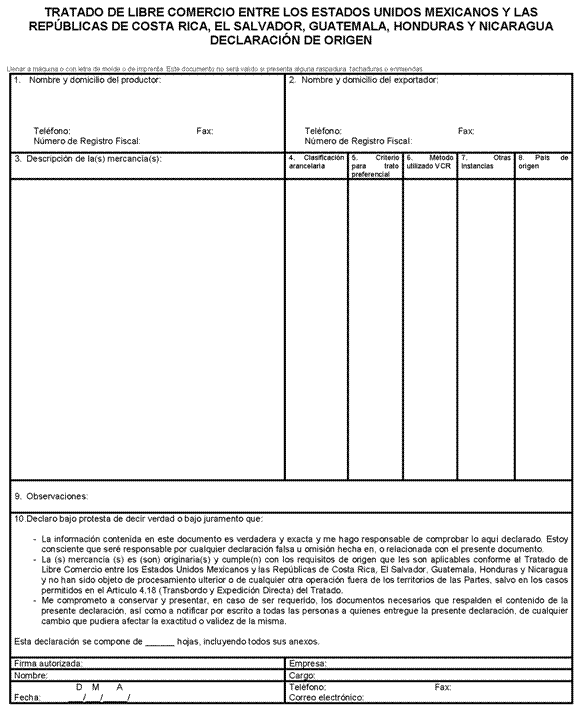 TRATADO DE LIBRE COMERCIO ENTRE LOS ESTADOS UNIDOS MEXICANOS Y LAS
REPÚBLICAS DE COSTA RICA, EL SALVADOR, GUATEMALA, HONDURAS Y NICARAGUA
DECLARACIÓN DE ORIGEN
Llenar a máquina o con letra de molde o de imprenta. Este documento no será válido si presenta alguna raspadura, tachaduras o enmiendas.
1. Nombre y domicilio del productor:
Teléfono: Fax:
Número de Registro Fiscal:
2. Nombre y domicilio del exportador:
Teléfono: Fax:
Número de Registro Fiscal:
3. Descripción de la(s) mercancía(s):
4. Clasificación
arancelaria
5. Criterio
para trato
preferencial
6. Método
utilizado VCR
7. Otras
Instancias
8. País de
origen
9. Observaciones:
10.Declaro bajo protesta de decir verdad o bajo juramento que:
- La información contenida en este documento es verdadera y exacta y me hago responsable de comprobar lo aquí declarado. Estoy
consciente que seré responsable por cualquier declaración falsa u omisión hecha en, o relacionada con el presente documento.
- La (s) mercancía (s) es (son) originaria(s) y cumple(n) con los requisitos de origen que les son aplicables conforme al Tratado de
Libre Comercio entre los Estados Unidos Mexicanos y las Repúblicas de Costa Rica, El Salvador, Guatemala, Honduras y Nicaragua
y no han sido objeto de procesamiento ulterior o de cualquier otra operación fuera de los territorios de las Partes, salvo en los casos
permitidos en el Artículo 4.18 (Transbordo y Expedición Directa) del Tratado.
- Me comprometo a conservar y presentar, en caso de ser requerido, los documentos necesarios que respalden el contenido de la
presente declaración, así como a notificar por escrito a todas las personas a quienes entregue la presente declaración, de cualquier
cambio que pudiera afectar la exactitud o validez de la misma.
Esta declaración se compone de ______ hojas, incluyendo todos sus anexos.
Firma autorizada:
Empresa:
Nombre:
Cargo:
D M A
Fecha: ___/___/_____/
Teléfono: Fax:
Correo electrónico: